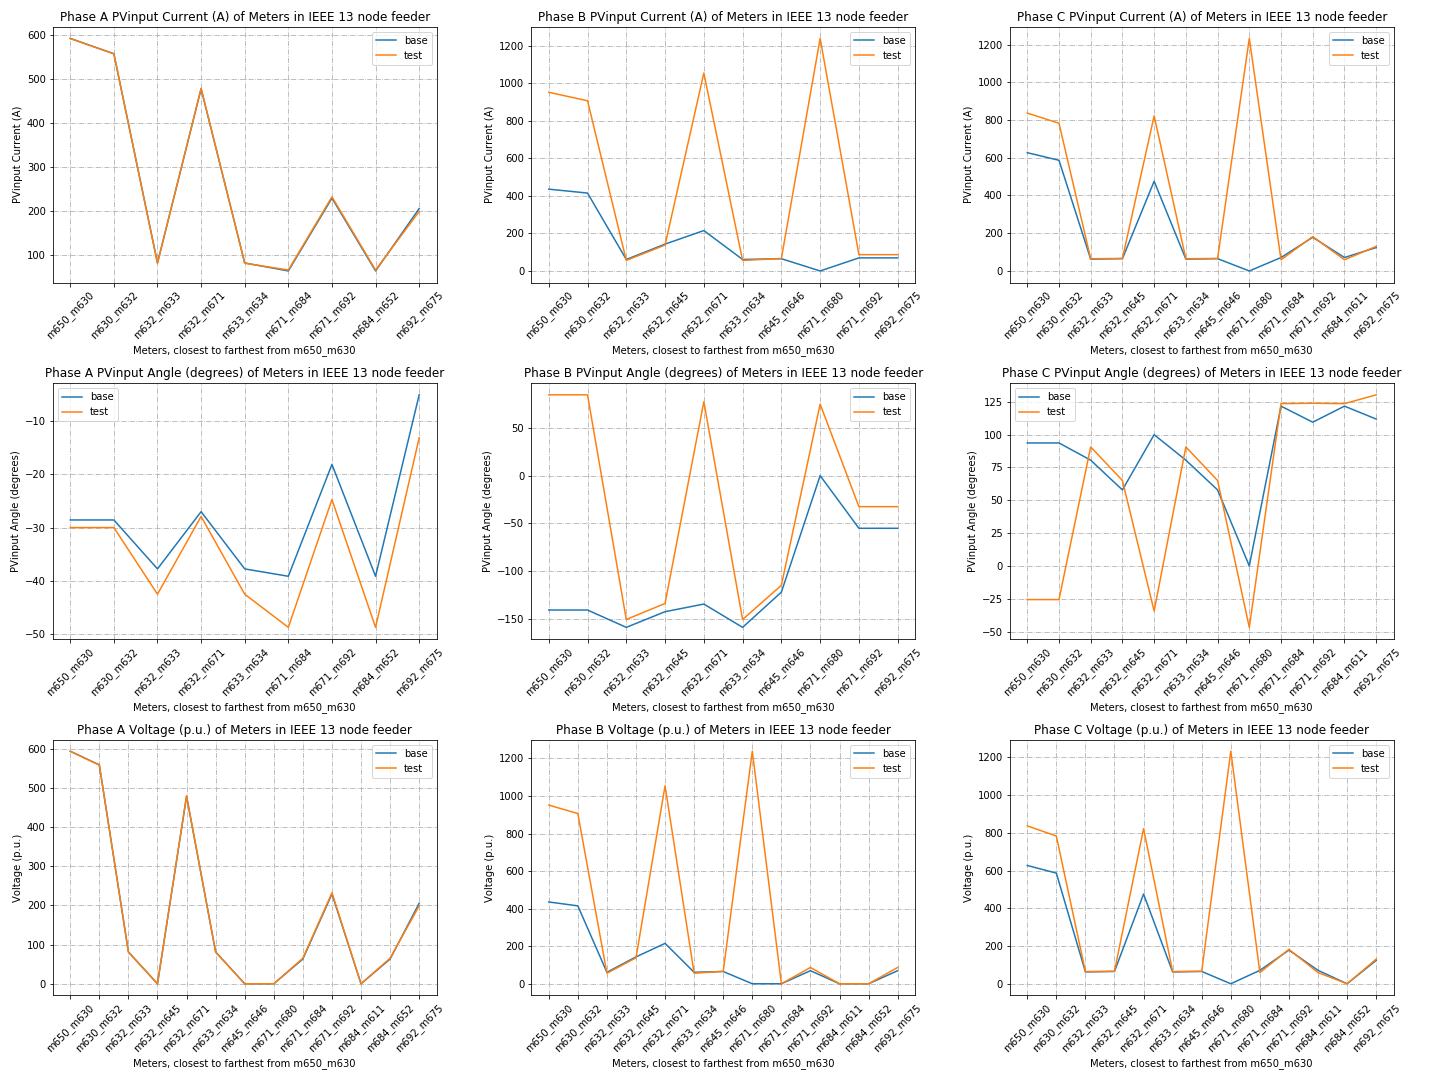 Phase A PVinput Current (A) of Meters in IEEE 13 node feeder
PVinput Current (A)
600
500
400
300
200
100
base
test
m650_m630
m630_m632
m632_m633
m632_m671
m633_m634
m671_m684
m671_m692
m684_m652
m692_m675
Meters, closest to farthest from m650_m630
Phase B PVinput Current (A) of Meters in IEEE 13 node feeder
PVinput Current (A)
1200
1000
800
600
400
200
0
base
test
m650_m630
m630_m632
m632_m633
m632_m645
m632_m671
m633_m634
m645_m646
m671_m680
m671_m692
m692_m675
Meters, closest to farthest from m650_m630
Phase C PVinput Current (A) of Meters in IEEE 13 node feeder
PVinput Current (A)
1200
1000
800
600
400
200
0
base
test
m650_m630
m630_m632
m632_m633
m632_m645
m632_m671
m633_m634
m645_m646
m671_m680
m671_m684
m671_m692
m684_m611
m692_m675
Meters, closest to farthest from m650_m630
Phase A PVinput Angle (degrees) of Meters in IEEE 13 node feeder
PVinput Angle (degrees)
−10
−20
−30
−40
−50
base
test
m650_m630
m630_m632
m632_m633
m632_m671
m633_m634
m671_m684
m671_m692
m684_m652
m692_m675
Meters, closest to farthest from m650_m630
Phase B PVinput Angle (degrees) of Meters in IEEE 13 node feeder
PVinput Angle (degrees)
50
0
−50
−100
−150
base
test
m650_m630
m630_m632
m632_m633
m632_m645
m632_m671
m633_m634
m645_m646
m671_m680
m671_m692
m692_m675
Meters, closest to farthest from m650_m630
Phase C PVinput Angle (degrees) of Meters in IEEE 13 node feeder
PVinput Angle (degrees)
125
100
75
50
25
0
−25
−50
base
test
m650_m630
m630_m632
m632_m633
m632_m645
m632_m671
m633_m634
m645_m646
m671_m680
m671_m684
m671_m692
m684_m611
m692_m675
Meters, closest to farthest from m650_m630
Phase A Voltage (p.u.) of Meters in IEEE 13 node feeder
Voltage (p.u.)
600
500
400
300
200
100
0
base
test
m650_m630
m630_m632
m632_m633
m632_m645
m632_m671
m633_m634
m645_m646
m671_m680
m671_m684
m671_m692
m684_m611
m684_m652
m692_m675
Meters, closest to farthest from m650_m630
Phase B Voltage (p.u.) of Meters in IEEE 13 node feeder
Voltage (p.u.)
1200
1000
800
600
400
200
0
base
test
m650_m630
m630_m632
m632_m633
m632_m645
m632_m671
m633_m634
m645_m646
m671_m680
m671_m684
m671_m692
m684_m611
m684_m652
m692_m675
Meters, closest to farthest from m650_m630
Phase C Voltage (p.u.) of Meters in IEEE 13 node feeder
Voltage (p.u.)
1200
1000
800
600
400
200
0
base
test
m650_m630
m630_m632
m632_m633
m632_m645
m632_m671
m633_m634
m645_m646
m671_m680
m671_m684
m671_m692
m684_m611
m684_m652
m692_m675
Meters, closest to farthest from m650_m630